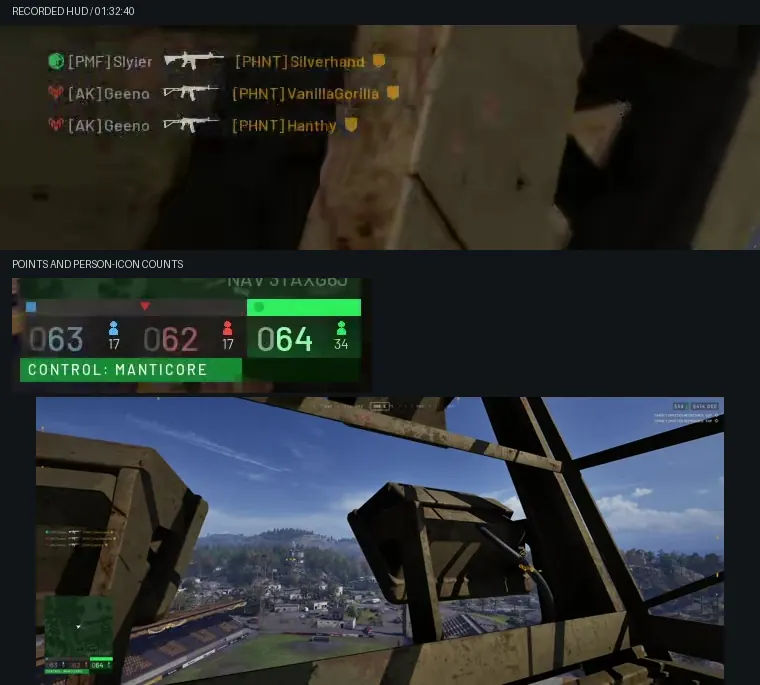 RECORDED HUD / 01:32:40
[PMF]Slyier [PHNT]Silverhand
[AK]Geeno [PHNT]VanillaGorilla
[AK]Geeno [PHNT]Hanthy
POINTS AND PERSON-ICON COUNTS
063 17 062 17 064 34
CONTROL: MANTICORE